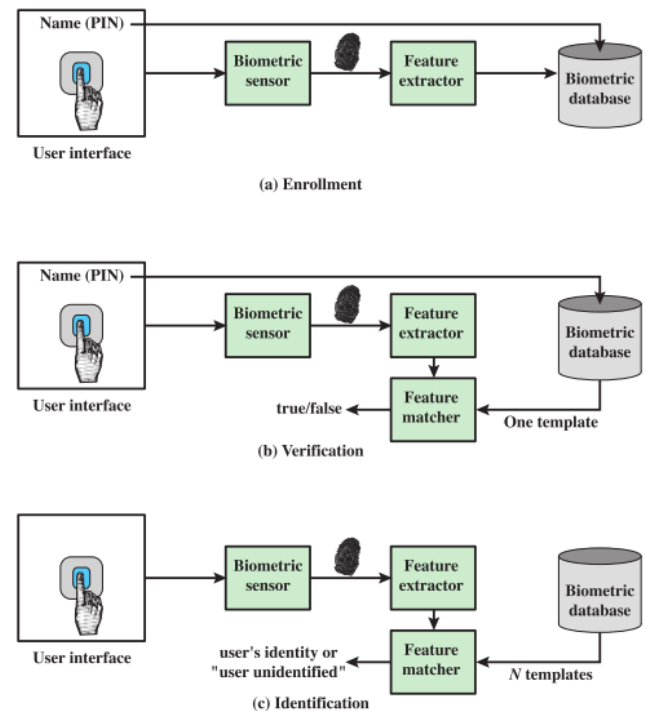 Name (PIN)
Biometric
sensor
Feature
extractor
Biometric
database
User interface
(a) Enrollment
Name (PIN)
Biometric
sensor
Feature
extractor
Biometric
database
Feature
matcher
true/false
One template
User interface
(b) Verification
Biometric
sensor
Feature
extractor
Biometric
database
Feature
matcher
user's identity or
"user unidentified"
N templates
User interface
(c) Identification